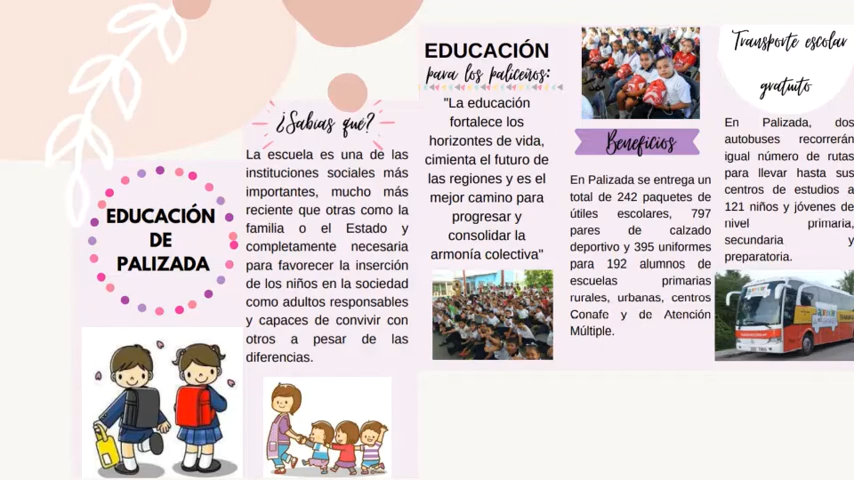 EDUCACIÓN
DE
PALIZADA
¿Sabias qué?
La escuela es una de las
instituciones sociales más
importantes, mucho más
reciente que otras como la
familia o el Estado y
completamente necesaria
para favorecer la inserción
de los niños en la sociedad
como adultos responsables
y capaces de convivir con
otros a pesar de las
diferencias.
EDUCACIÓN
para los paliceños:
"La educación
fortalece los
horizontes de vida,
cimienta el futuro de
las regiones y es el
mejor camino para
progresar y
consolidar la
armonía colectiva"
Beneficios
En Palizada se entrega un
total de 242 paquetes de
útiles escolares, 797
pares de calzado
deportivo y 395 uniformes
para 192 alumnos de
escuelas primarias
rurales, urbanas, centros
Conafe y de Atención
Múltiple.
Transporte escolar
gratuito
En Palizada, dos
autobuses recorrerán
igual número de rutas
para llevar hasta sus
centros de estudios a
121 niños y jóvenes de
nivel primaria,
secundaria y
preparatoria.